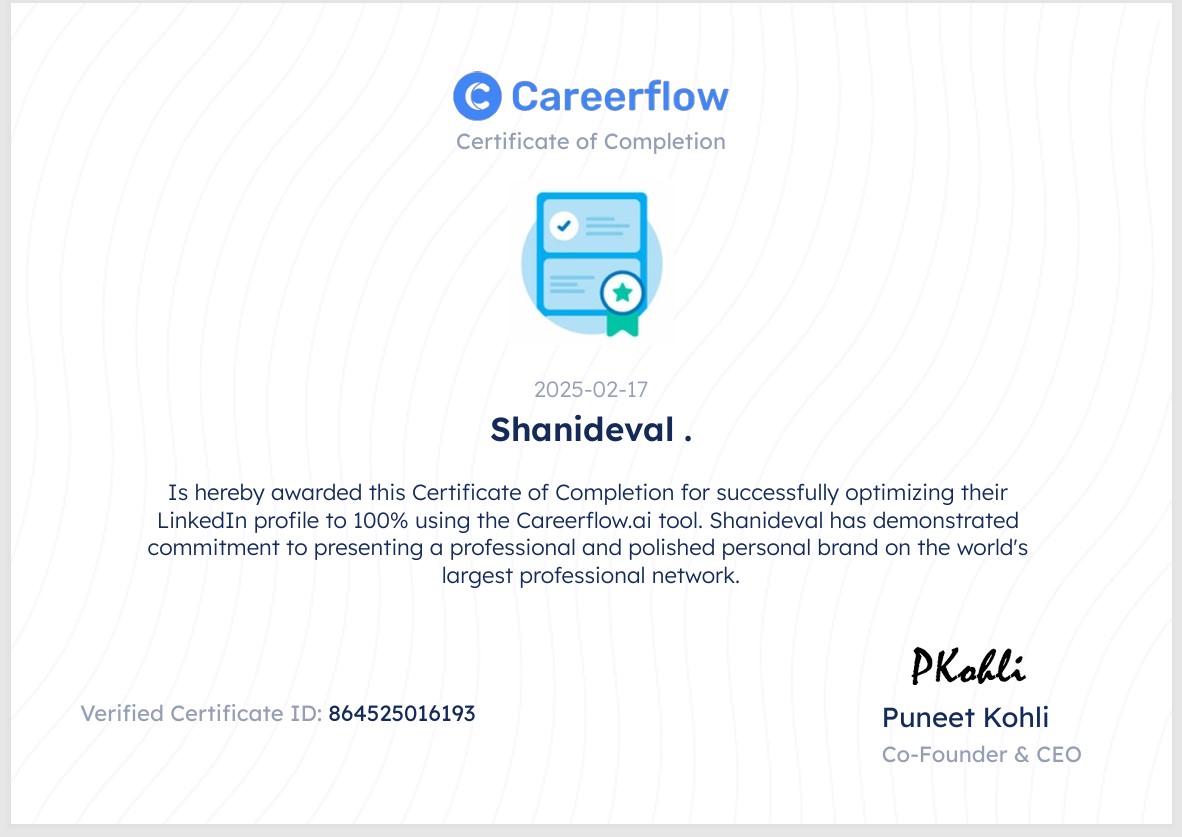 Careerflow
Certificate of Completion
2025-02-17
Shanideval .
Is hereby awarded this Certificate of Completion for successfully optimizing their
LinkedIn profile to 100% using the Careerflow.ai tool. Shanideval has demonstrated
commitment to presenting a professional and polished personal brand on the world's
largest professional network.
PKohli
Verified Certificate ID: 864525016193
Puneet Kohli
Co-Founder & CEO